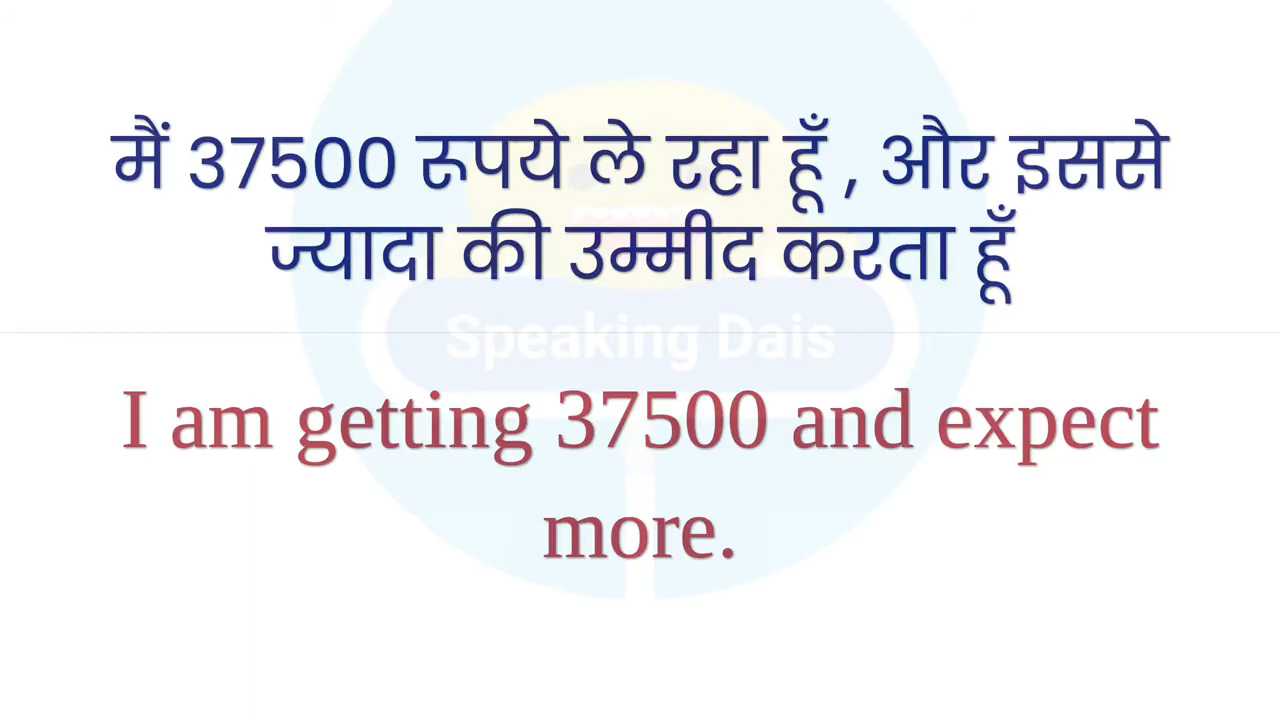 मैं 37500 रूपये ले रहा हूँ , और इससे
ज्यादा की उम्मीद करता हूँ
Speaking Dais
I am getting 37500 and expect
more.